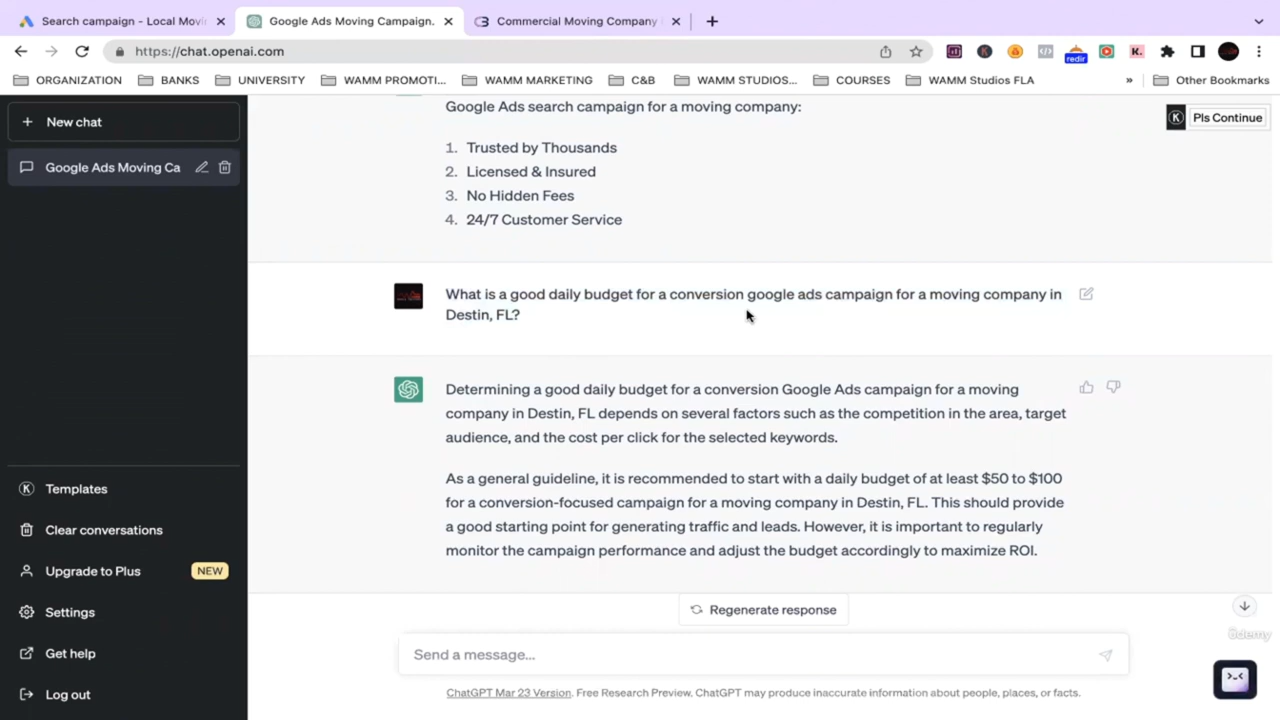 Search campaign - Local Movi
Google Ads Moving Campaign.
Commercial Moving Company
https://chat.openai.com
redir
K.
ORGANIZATION
BANKS
UNIVERSITY
WAMM PROMOTI...
WAMM MARKETING
C&B
WAMM STUDIOS...
COURSES
WAMM Studios FLA
»
Other Bookmarks
New chat
Google Ads Moving Ca
Templates
Clear conversations
Upgrade to Plus
NEW
Settings
Get help
Log out
Pls Continue
Google Ads search campaign for a moving company:
1. Trusted by Thousands
2. Licensed & Insured
3. No Hidden Fees
4. 24/7 Customer Service
What is a good daily budget for a conversion google ads campaign for a moving company in
Destin, FL?
Determining a good daily budget for a conversion Google Ads campaign for a moving
company in Destin, FL depends on several factors such as the competition in the area, target
audience, and the cost per click for the selected keywords.
As a general guideline, it is recommended to start with a daily budget of at least $50 to $100
for a conversion-focused campaign for a moving company in Destin, FL. This should provide
a good starting point for generating traffic and leads. However, it is important to regularly
monitor the campaign performance and adjust the budget accordingly to maximize ROI.
Regenerate response
Send a message...
ChatGPT Mar 23 Version. Free Research Preview. ChatGPT may produce inaccurate information about people, places, or facts.
ûdemy